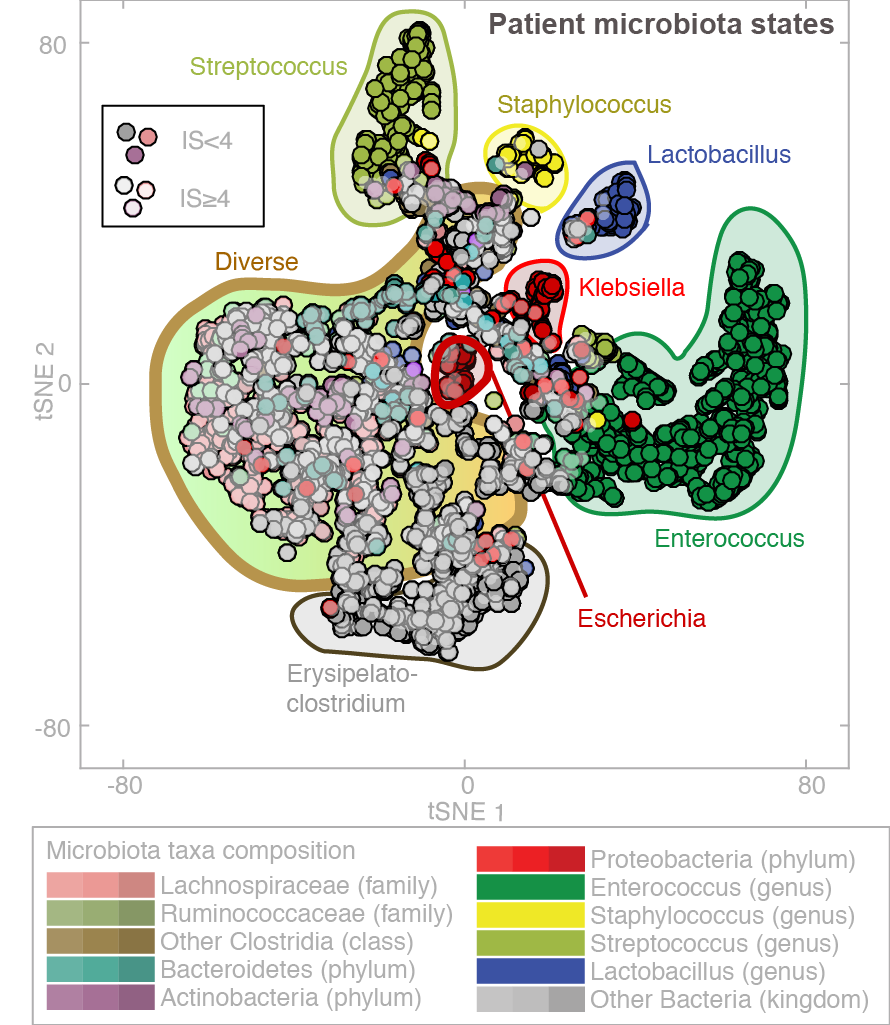 Patient microbiota states
80
Streptococcus
Staphylococcus
IS<4
IS≥4
Lactobacillus
Diverse
Klebsiella
tSNE 2
0
Enterococcus
Escherichia
Erysipelato-
clostridium
-80
-80
0
80
tSNE 1
Microbiota taxa composition
Lachnospiraceae (family)
Ruminococcaceae (family)
Other Clostridia (class)
Bacteroidetes (phylum)
Actinobacteria (phylum)
Proteobacteria (phylum)
Enterococcus (genus)
Staphylococcus (genus)
Streptococcus (genus)
Lactobacillus (genus)
Other Bacteria (kingdom)